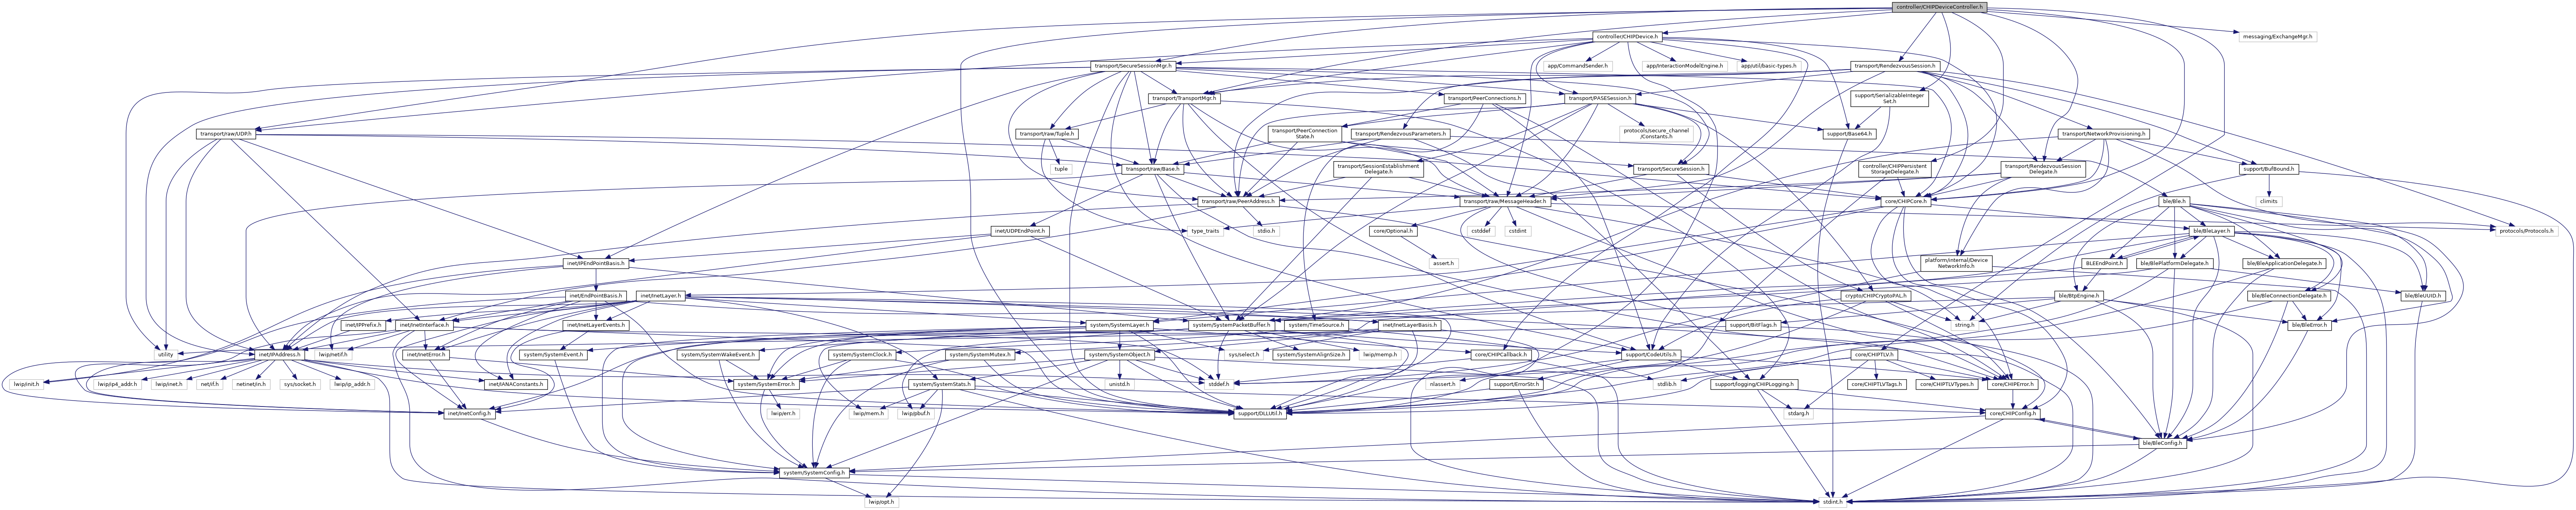 controller/CHIPDeviceController.h
controller/CHIPDevice.h
messaging/ExchangeMgr.h
transport/SecureSessionMgr.h
app/CommandSender.h
app/InteractionModelEngine.h
app/util/basic-types.h
transport/RendezvousSession.h
transport/TransportMgr.h
transport/PeerConnections.h
transport/PASESession.h
support/SerializableInteger
Set.h
transport/raw/UDP.h
transport/raw/Tuple.h
transport/PeerConnection
State.h
transport/RendezvousParameters.h
protocols/secure_channel
/Constants.h
support/Base64.h
transport/NetworkProvisioning.h
tuple
transport/raw/Base.h
transport/SessionEstablishment
Delegate.h
transport/SecureSession.h
controller/CHIPPersistent
StorageDelegate.h
transport/RendezvousSession
Delegate.h
support/BufBound.h
transport/raw/PeerAddress.h
transport/raw/MessageHeader.h
core/CHIPCore.h
ble/Ble.h
climits
inet/UDPEndPoint.h
type_traits
stdio.h
core/Optional.h
cstddef
cstdint
ble/BleLayer.h
protocols/Protocols.h
inet/IPEndPointBasis.h
assert.h
platform/internal/Device
NetworkInfo.h
BLEEndPoint.h
ble/BlePlatformDelegate.h
ble/BleApplicationDelegate.h
inet/EndPointBasis.h
inet/InetLayer.h
crypto/CHIPCryptoPAL.h
ble/BtpEngine.h
ble/BleConnectionDelegate.h
ble/BleUUID.h
inet/IPPrefix.h
inet/InetInterface.h
inet/InetLayerEvents.h
system/SystemLayer.h
system/SystemPacketBuffer.h
system/TimeSource.h
inet/InetLayerBasis.h
support/BitFlags.h
string.h
ble/BleError.h
utility
inet/IPAddress.h
lwip/netif.h
inet/InetError.h
system/SystemEvent.h
system/SystemWakeEvent.h
system/SystemClock.h
system/SystemMutex.h
system/SystemObject.h
sys/select.h
system/SystemAlignSize.h
lwip/memp.h
core/CHIPCallback.h
support/CodeUtils.h
core/CHIPTLV.h
lwip/init.h
lwip/ip4_addr.h
lwip/inet.h
net/if.h
netinet/in.h
sys/socket.h
lwip/ip_addr.h
inet/IANAConstants.h
system/SystemError.h
system/SystemStats.h
unistd.h
stddef.h
nlassert.h
support/ErrorStr.h
stdlib.h
support/logging/CHIPLogging.h
core/CHIPTLVTags.h
core/CHIPTLVTypes.h
core/CHIPError.h
inet/InetConfig.h
lwip/err.h
lwip/mem.h
lwip/pbuf.h
support/DLLUtil.h
stdarg.h
core/CHIPConfig.h
ble/BleConfig.h
system/SystemConfig.h
lwip/opt.h
stdint.h